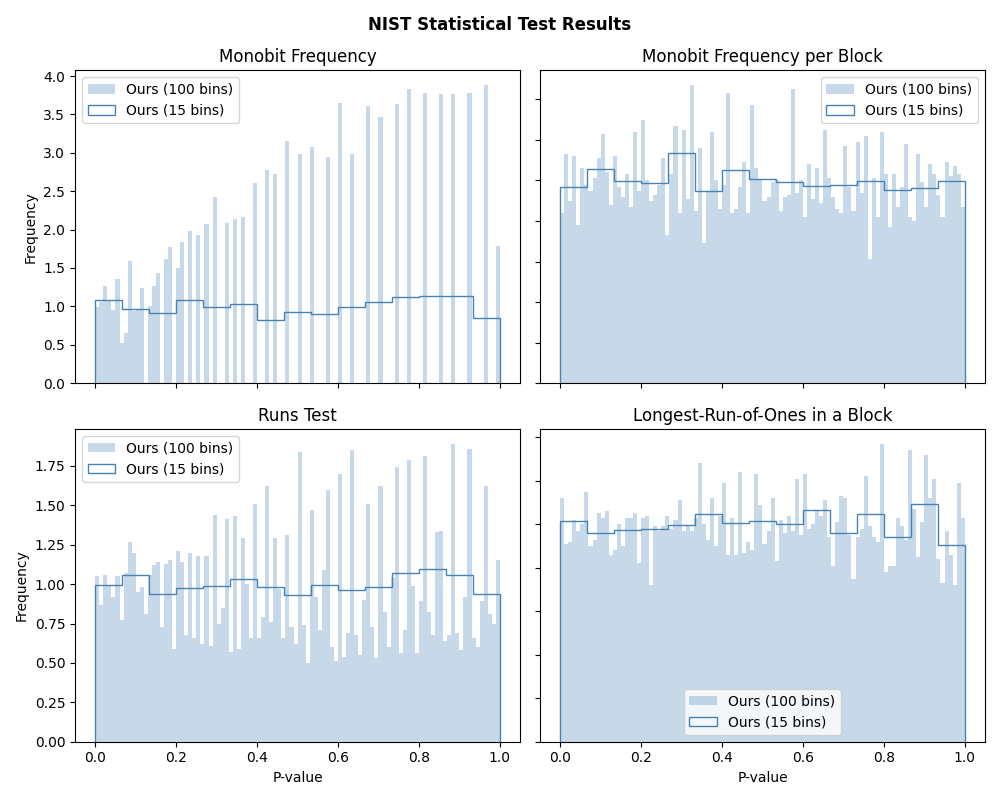 NIST Statistical Test Results
Monobit Frequency
Ours (100 bins)
Ours (15 bins)
Frequency
4.0
3.5
3.0
2.5
2.0
1.5
1.0
0.5
0.0
Monobit Frequency per Block
Ours (100 bins)
Ours (15 bins)
Runs Test
Ours (100 bins)
Ours (15 bins)
Frequency
1.75
1.50
1.25
1.00
0.75
0.50
0.25
0.00
0.0 0.2 0.4 0.6 0.8 1.0
P-value
Longest-Run-of-Ones in a Block
Ours (100 bins)
Ours (15 bins)
0.0 0.2 0.4 0.6 0.8 1.0
P-value